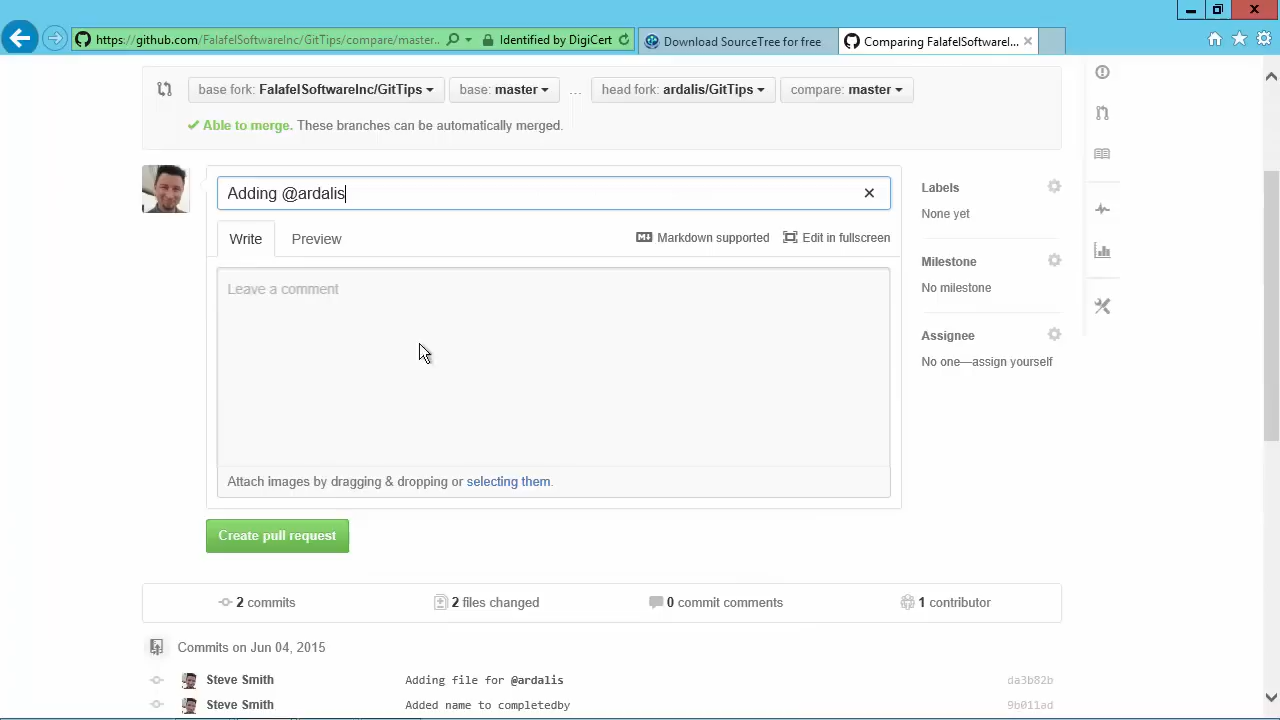 https://github.com/FalafelSoftwareInc/GitTips/compare/master..
Identified by DigiCert
Download SourceTree for free
Comparing FalafelSoftwareI...
base fork: FalafelSoftwareInc/GitTips
base: master
...
head fork: ardalis/GitTips
compare: master
Able to merge. These branches can be automatically merged.
Adding @ardalis
Labels
None yet
Write
Preview
Markdown supported
Edit in fullscreen
Milestone
No milestone
Leave a comment
Assignee
No one—assign yourself
Attach images by dragging & dropping or selecting them.
Create pull request
2 commits
2 files changed
0 commit comments
1 contributor
Commits on Jun 04, 2015
Steve Smith
Adding file for @ardalis
da3b82b
Steve Smith
Added name to completedby
9b011ad